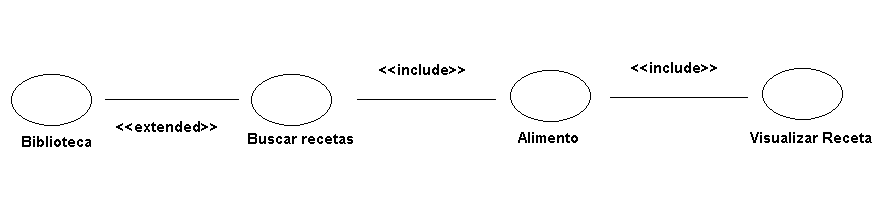 <<include>>
<<include>>
<<extended>>
Biblioteca
Buscar recetas
Alimento
Visualizar Receta